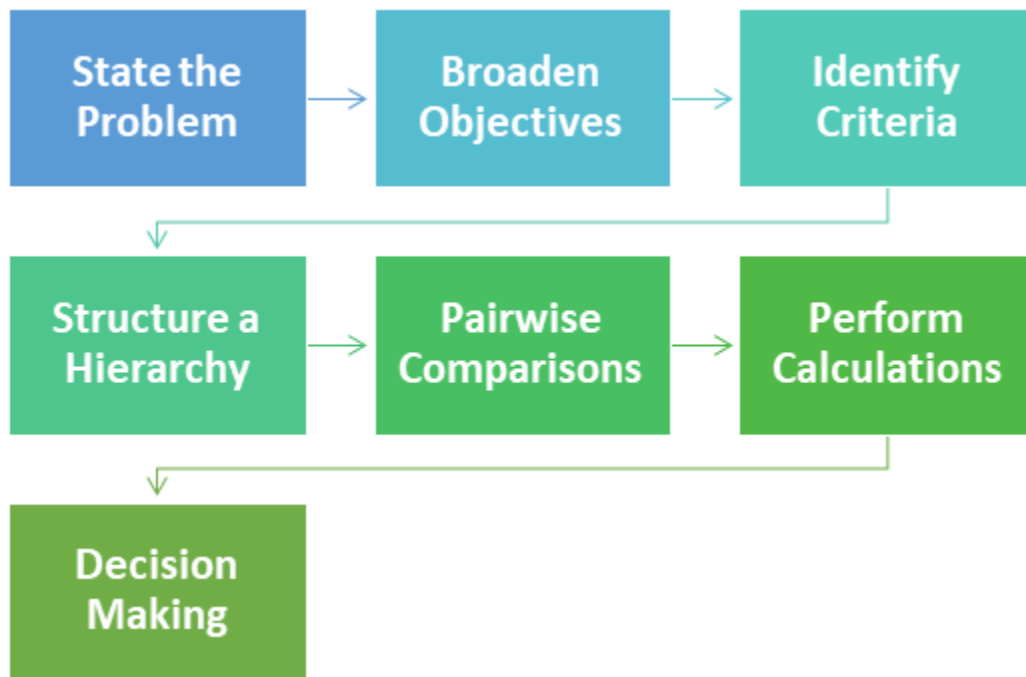 State the
Problem
Broaden
Objectives
Identify
Criteria
Structure a
Hierarchy
Pairwise
Comparisons
Perform
Calculations
Decision
Making